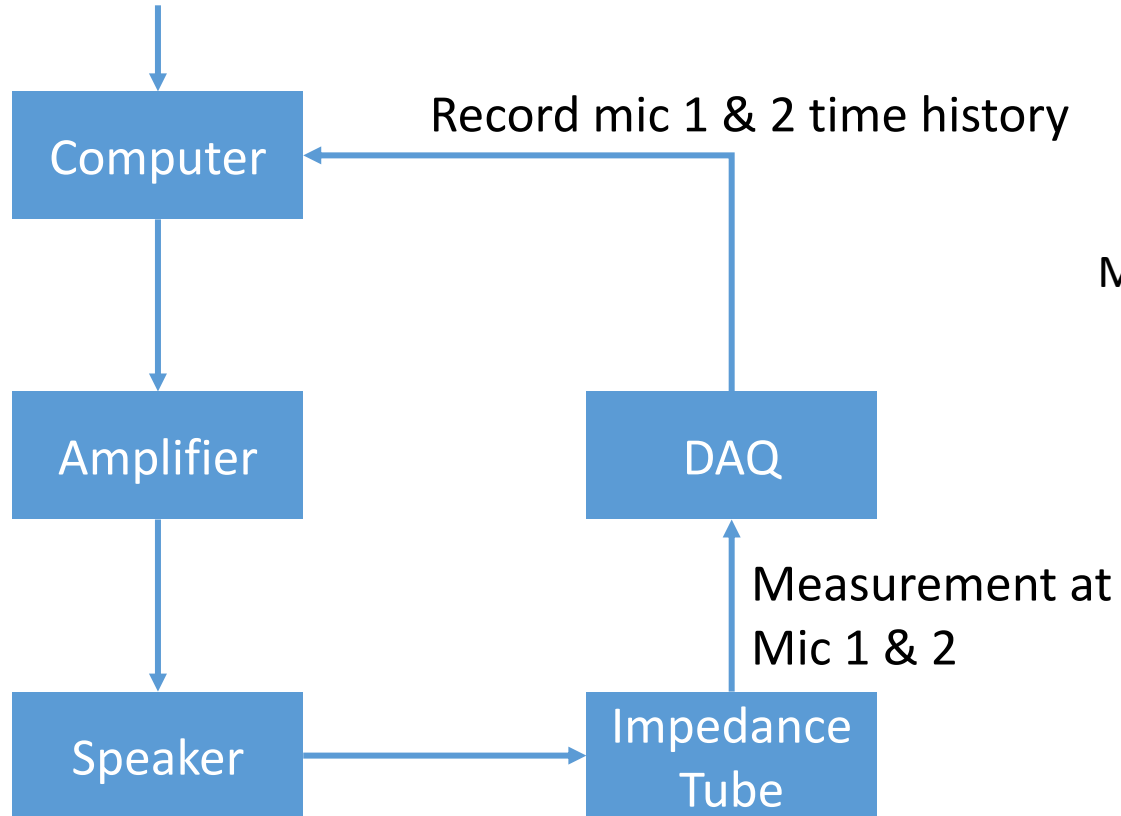 Record mic 1 & 2 time history
Computer
M
Amplifier
DAQ
Measurement at
Mic 1 & 2
Speaker
Impedance
Tube